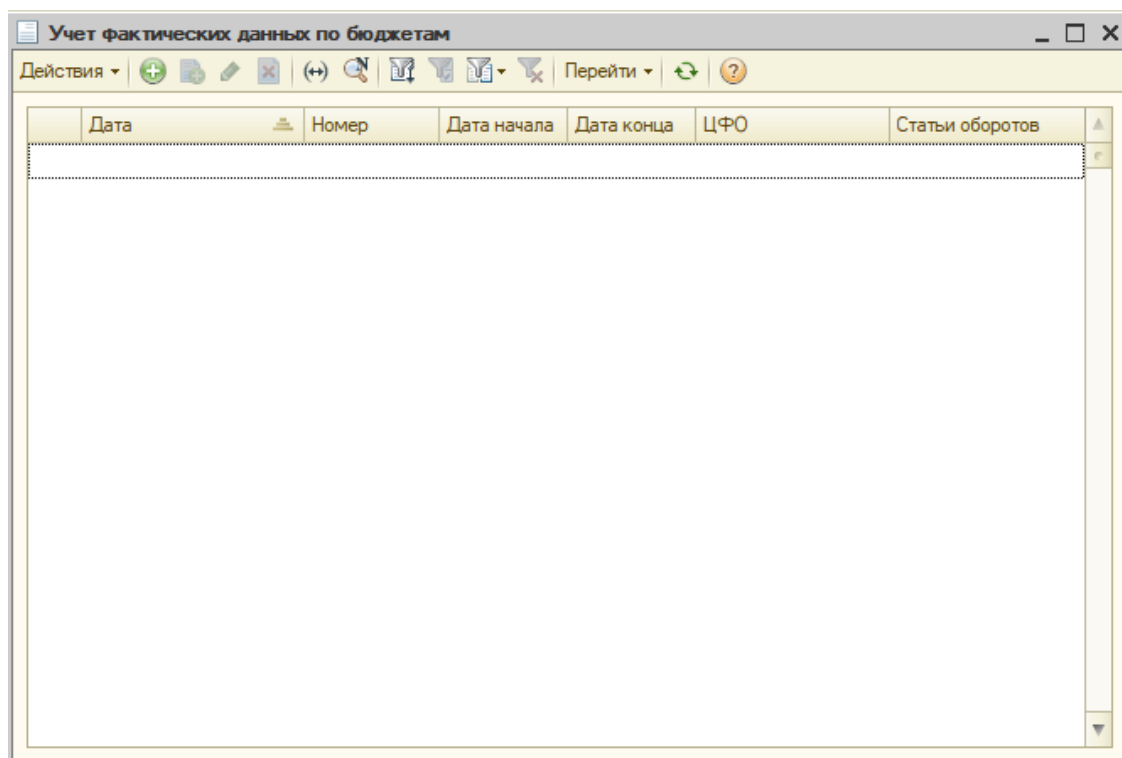 Учет фактических данных по бюджетам
Действия Перейти
Дата Номер Дата начала Дата конца ЦФО Статьи оборотов